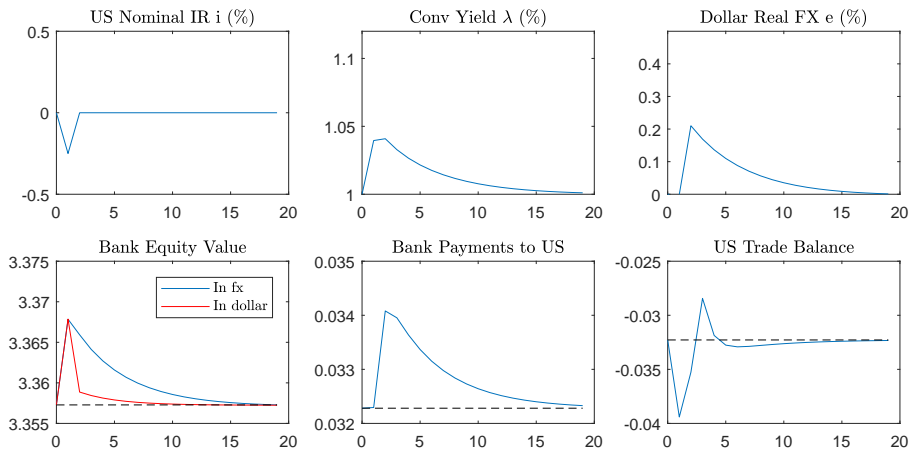 US Nominal IR i (%)
0.5
0
-0.5
0 5 10 15 20
Conv Yield λ (%)
1.1
1.05
1
0 5 10 15 20
Dollar Real FX e (%)
0.4
0.3
0.2
0.1
0
0 5 10 15 20
Bank Equity Value
3.375
3.37
3.365
3.36
3.355
In fx
In dollar
0 5 10 15 20
Bank Payments to US
0.035
0.034
0.033
0.032
0 5 10 15 20
US Trade Balance
-0.025
-0.03
-0.035
-0.04
0 5 10 15 20